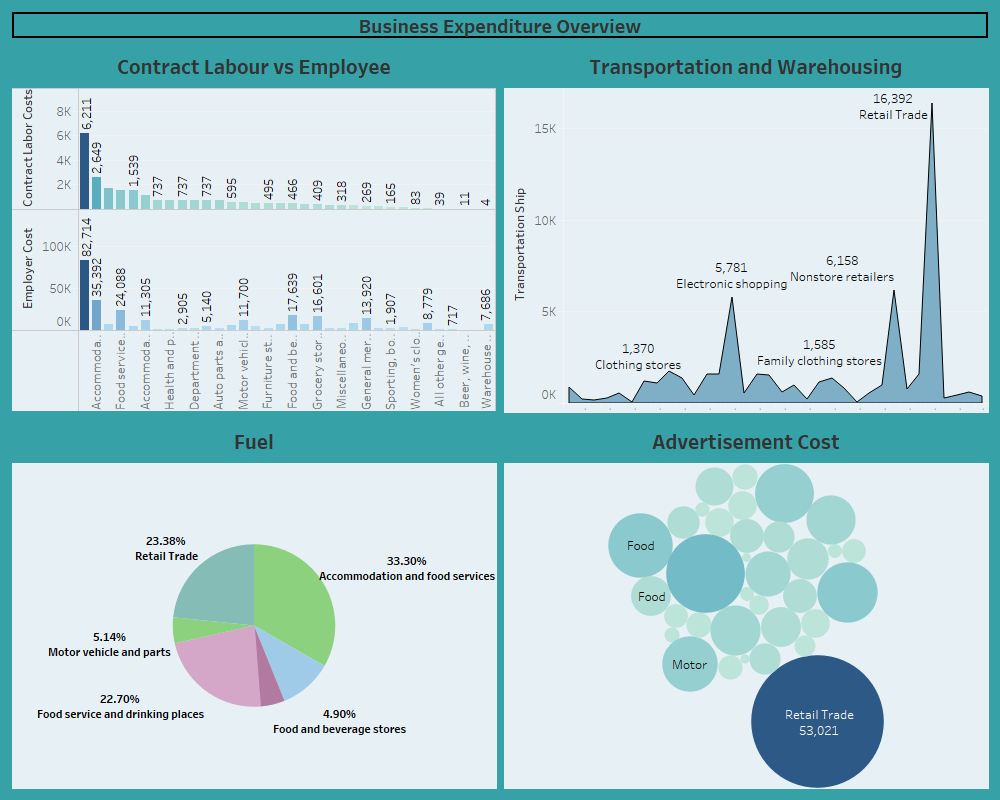 Business Expenditure Overview
Contract Labour vs Employee
Contract Labor Costs
8K
6K
4K
2K
6,211
2,649
1,539
737
737
737
595
495
466
409
318
269
165
83
39
11
4
Employer Cost
100K
50K
0K
82,714
35,392
24,088
11,305
2,905
5,140
11,700
17,639
16,601
13,920
1,907
8,779
717
7,686
Accommoda..
Food service..
Accommoda..
Health and p..
Department..
Auto parts a..
Motor vehicl..
Furniture st..
Food and be..
Grocery stor..
Miscellaneo..
General mer..
Sporting, bo..
Women's clo..
All other ge..
Beer, wine, ..
Warehouse ..
Transportation and Warehousing
Transportation Ship
15K
10K
5K
0K
16,392
Retail Trade
5,781
Electronic shopping
6,158
Nonstore retailers
1,370
Clothing stores
1,585
Family clothing stores
Fuel
23.38%
Retail Trade
33.30%
Accommodation and food services
5.14%
Motor vehicle and parts
22.70%
Food service and drinking places
4.90%
Food and beverage stores
Advertisement Cost
Food
Food
Motor
Retail Trade
53,021